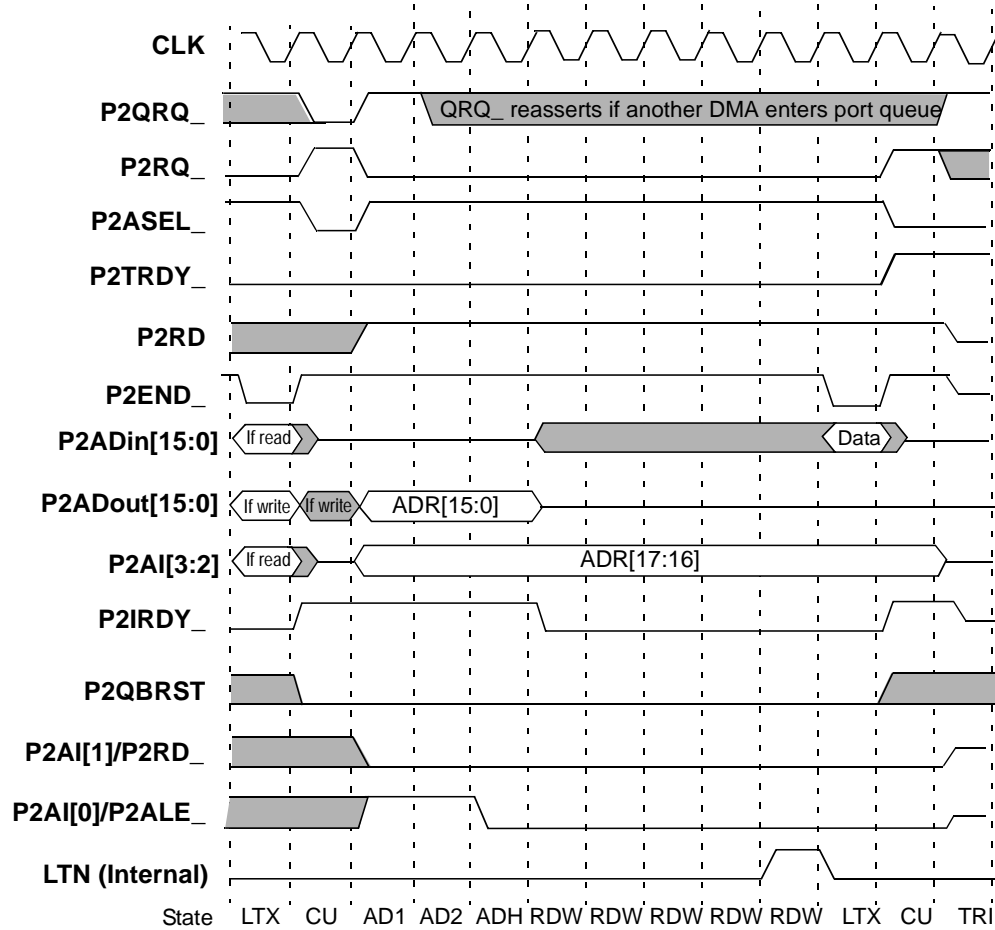 CLK
P2QRQ_
QRQ_ reasserts if another DMA enters port queue
P2RQ_
P2ASEL_
P2TRDY_
P2RD
P2END_
P2ADin[15:0]
If read
Data
P2ADout[15:0]
If write
If write
ADR[15:0]
P2AI[3:2]
If read
ADR[17:16]
P2IRDY_
P2QBRST
P2AI[1]/P2RD_
P2AI[0]/P2ALE_
LTN (Internal)
State LTX CU AD1 AD2 ADH RDW RDW RDW RDW RDW LTX CU TRI